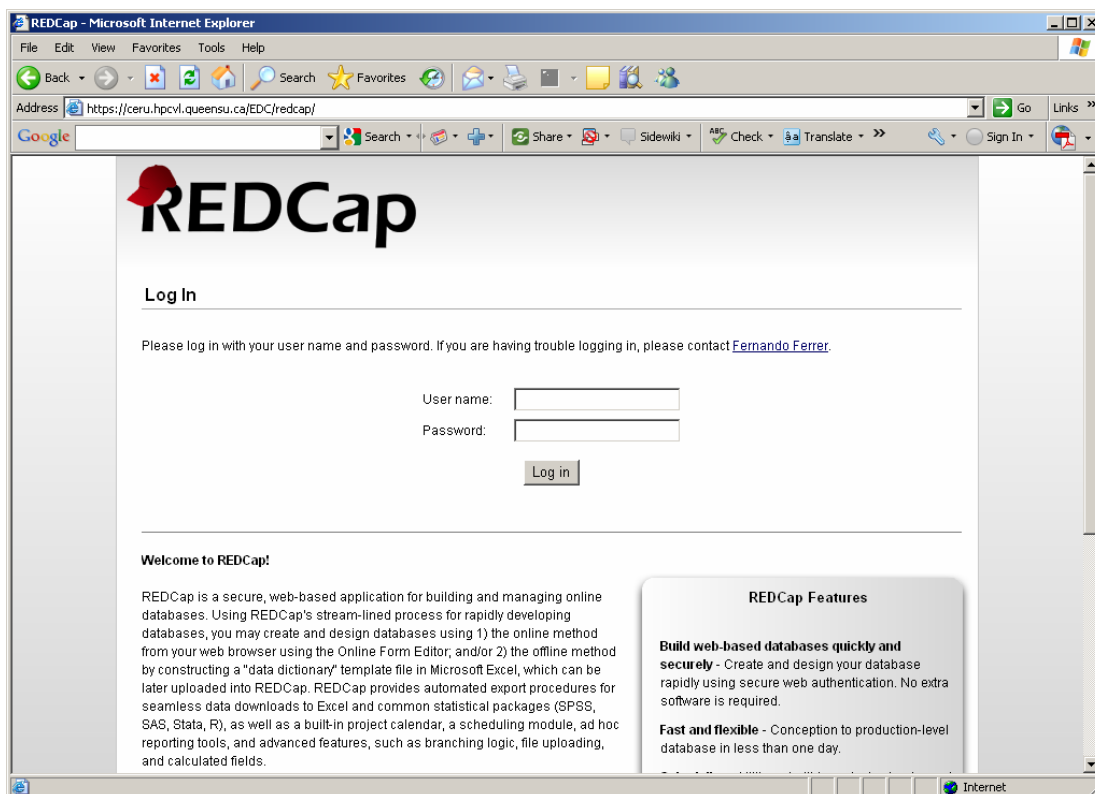 REDCap - Microsoft Internet Explorer
File Edit View Favorites Tools Help
Back Search Favorites
Address https://ceru.hpcvl.queensu.ca/EDC/redcap/ Go Links »
Google Search Share Sidewiki ABC Check Translate » Sign In
REDCap
Log In
Please log in with your user name and password. If you are having trouble logging in, please contact Fernando Ferrer.
User name:
Password:
Log in
Welcome to REDCap!
REDCap is a secure, web-based application for building and managing online
databases. Using REDCap's stream-lined process for rapidly developing
databases, you may create and design databases using 1) the online method
from your web browser using the Online Form Editor; and/or 2) the offline method
by constructing a "data dictionary" template file in Microsoft Excel, which can be
later uploaded into REDCap. REDCap provides automated export procedures for
seamless data downloads to Excel and common statistical packages (SPSS,
SAS, Stata, R), as well as a built-in project calendar, a scheduling module, ad hoc
reporting tools, and advanced features, such as branching logic, file uploading,
and calculated fields.
REDCap Features
Build web-based databases quickly and
securely - Create and design your database
rapidly using secure web authentication. No extra
software is required.
Fast and flexible - Conception to production-level
database in less than one day.
Internet